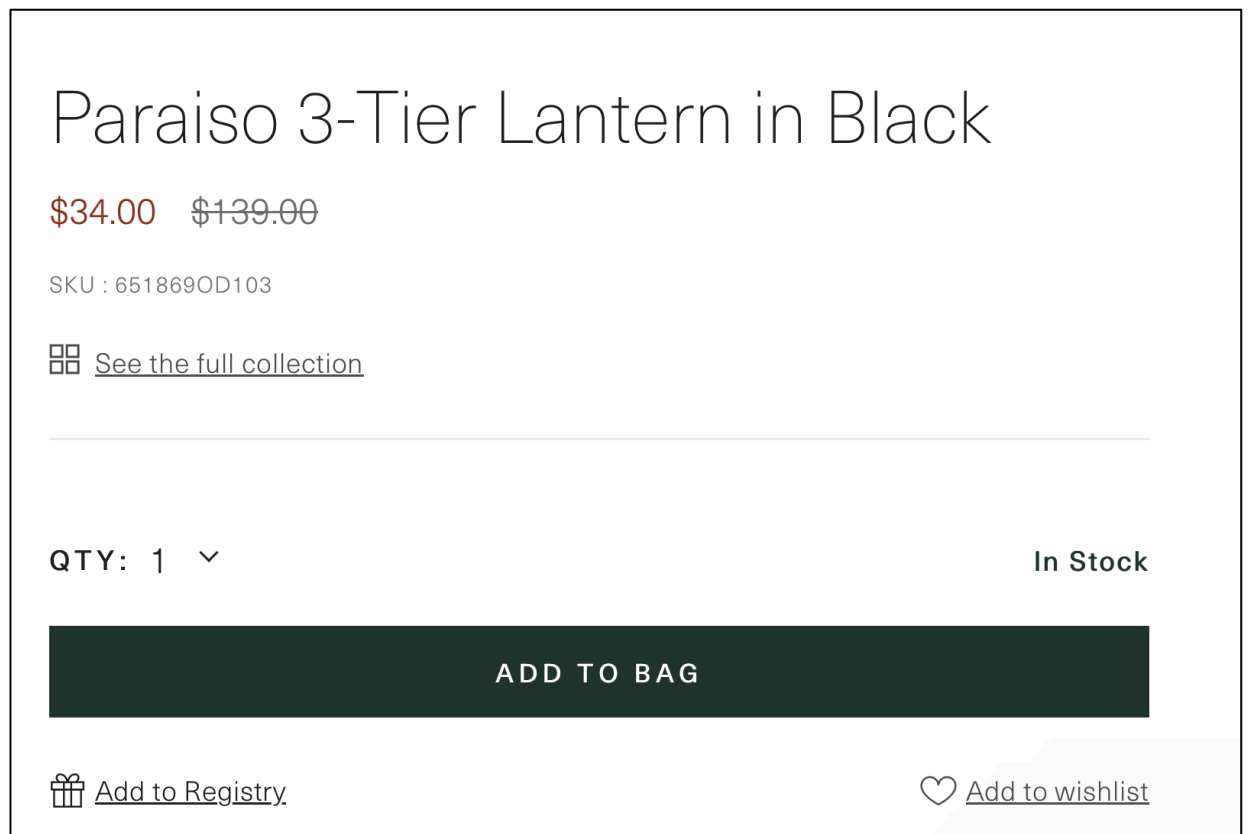 Paraiso 3-Tier Lantern in Black
$34.00 $139.00
SKU : 651869OD103
See the full collection
QTY: 1
In Stock
ADD TO BAG
Add to Registry
Add to wishlist